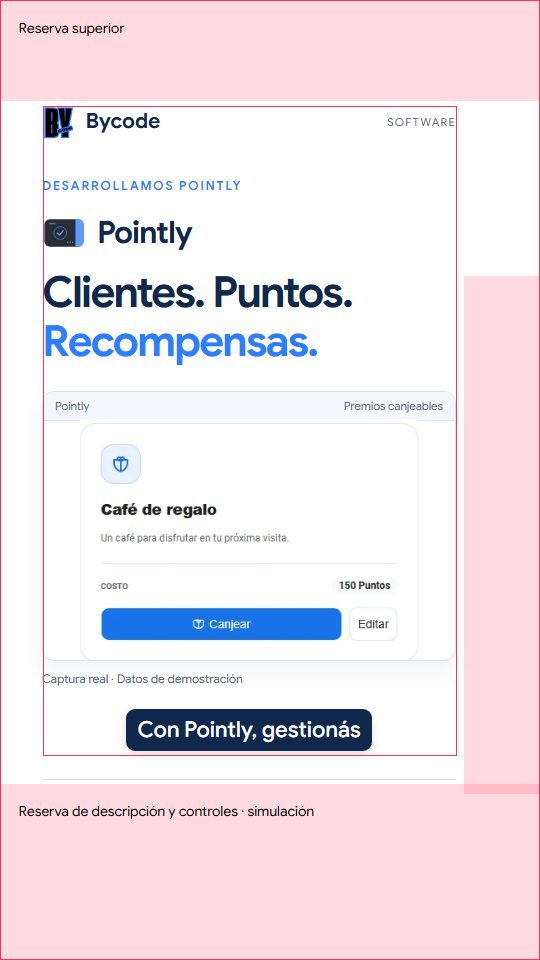 Reserva superior
BY
Bycode
SOFTWARE
DESARROLLAMOS POINTLY
Pointly
Clientes. Puntos.
Recompensas.
Pointly
Premios canjeables
Café de regalo
Un café para disfrutar en tu próxima visita.
COSTO
150 Puntos
Canjear
Editar
Captura real · Datos de demostración
Con Pointly, gestionás
Reserva de descripción y controles · simulación